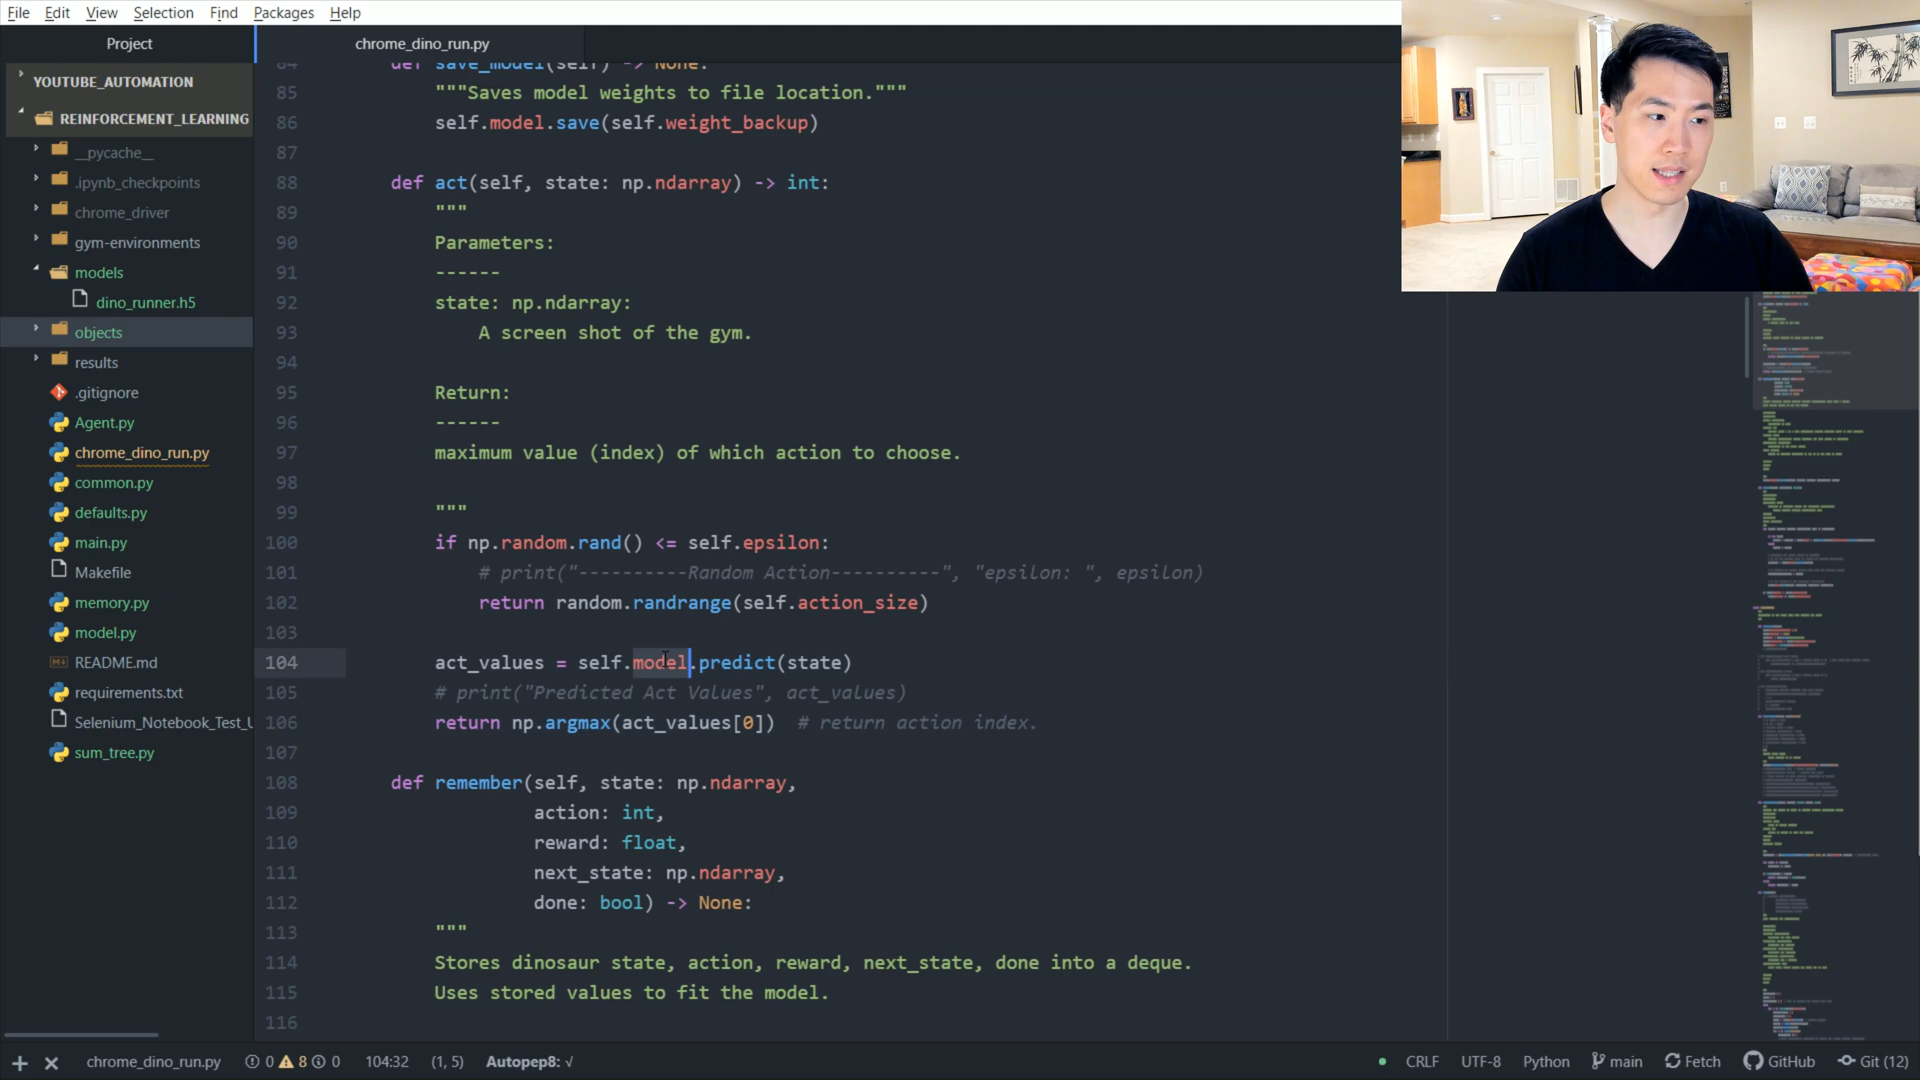 File Edit View Selection Find Packages Help
Project
YOUTUBE_AUTOMATION
REINFORCEMENT_LEARNING
__pycache__
.ipynb_checkpoints
chrome_driver
gym-environments
models
dino_runner.h5
objects
results
.gitignore
Agent.py
chrome_dino_run.py
common.py
defaults.py
main.py
Makefile
memory.py
model.py
README.md
requirements.txt
Selenium_Notebook_Test_U
sum_tree.py
chrome_dino_run.py
84 def save_model(self) -> None:
85 """Saves model weights to file location."""
86 self.model.save(self.weight_backup)
87
88 def act(self, state: np.ndarray) -> int:
89 """
90 Parameters:
91 ------
92 state: np.ndarray:
93 A screen shot of the gym.
94
95 Return:
96 ------
97 maximum value (index) of which action to choose.
98
99 """
100 if np.random.rand() <= self.epsilon:
101 # print("----------Random Action----------", "epsilon: ", epsilon)
102 return random.randrange(self.action_size)
103
104 act_values = self.model.predict(state)
105 # print("Predicted Act Values", act_values)
106 return np.argmax(act_values[0]) # return action index.
107
108 def remember(self, state: np.ndarray,
109 action: int,
110 reward: float,
111 next_state: np.ndarray,
112 done: bool) -> None:
113 """
114 Stores dinosaur state, action, reward, next_state, done into a deque.
115 Uses stored values to fit the model.
116
chrome_dino_run.py 0 8 0 104:32 (1, 5) Autopep8: √ CRLF UTF-8 Python main Fetch GitHub Git (12)